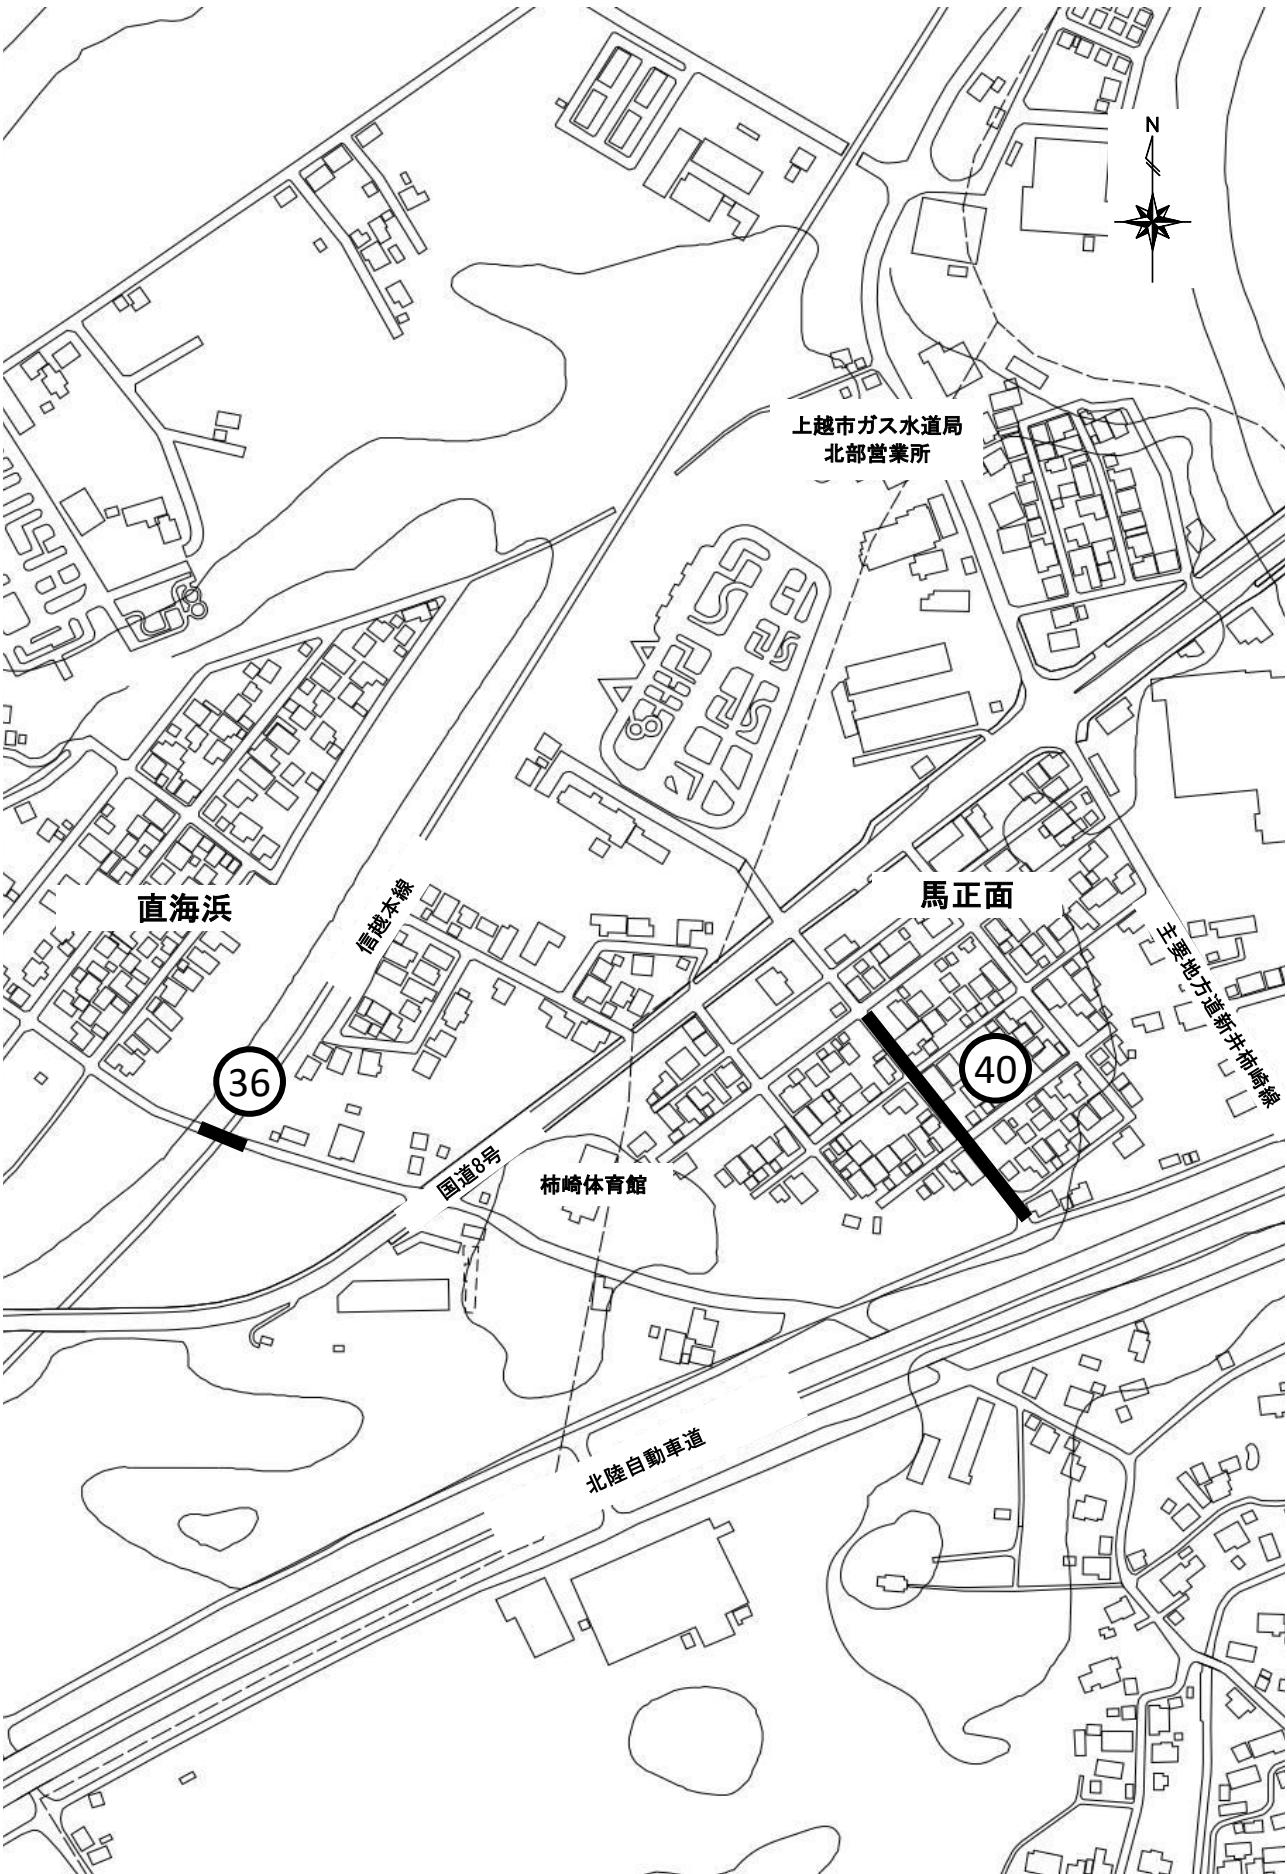 N
上越市ガス水道局
北部営業所
直海浜
信越本線
馬正面
主要地方道新井柿崎線
36
40
国道8号
柿崎体育館
北陸自動車道